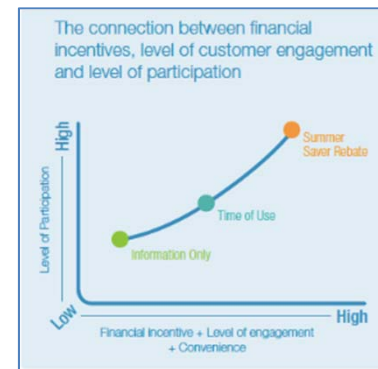 The connection between financial
incentives, level of customer engagement
and level of participation
High
Level of Participation
Summer
Saver Rebate
Time of Use
Information Only
Low
High
Financial Incentive + Level of engagement
+ Convenience